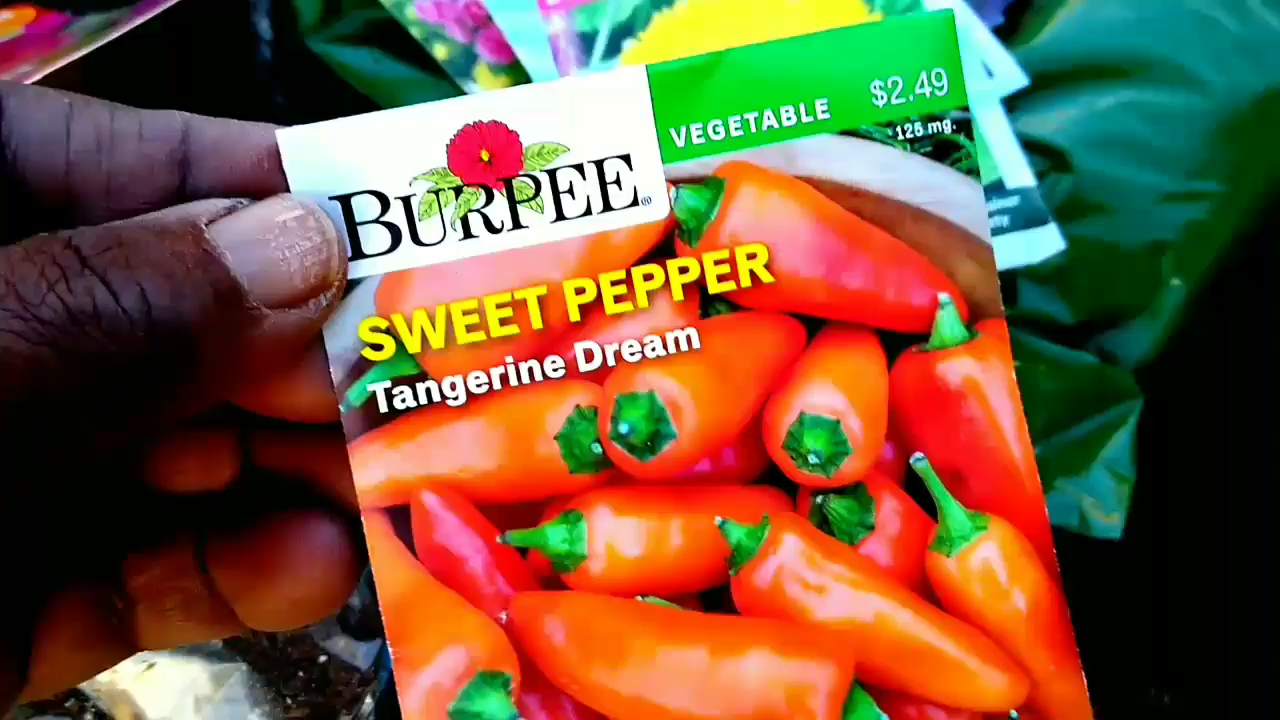 BURPEE®
VEGETABLE
$2.49
125 mg.
SWEET PEPPER
Tangerine Dream